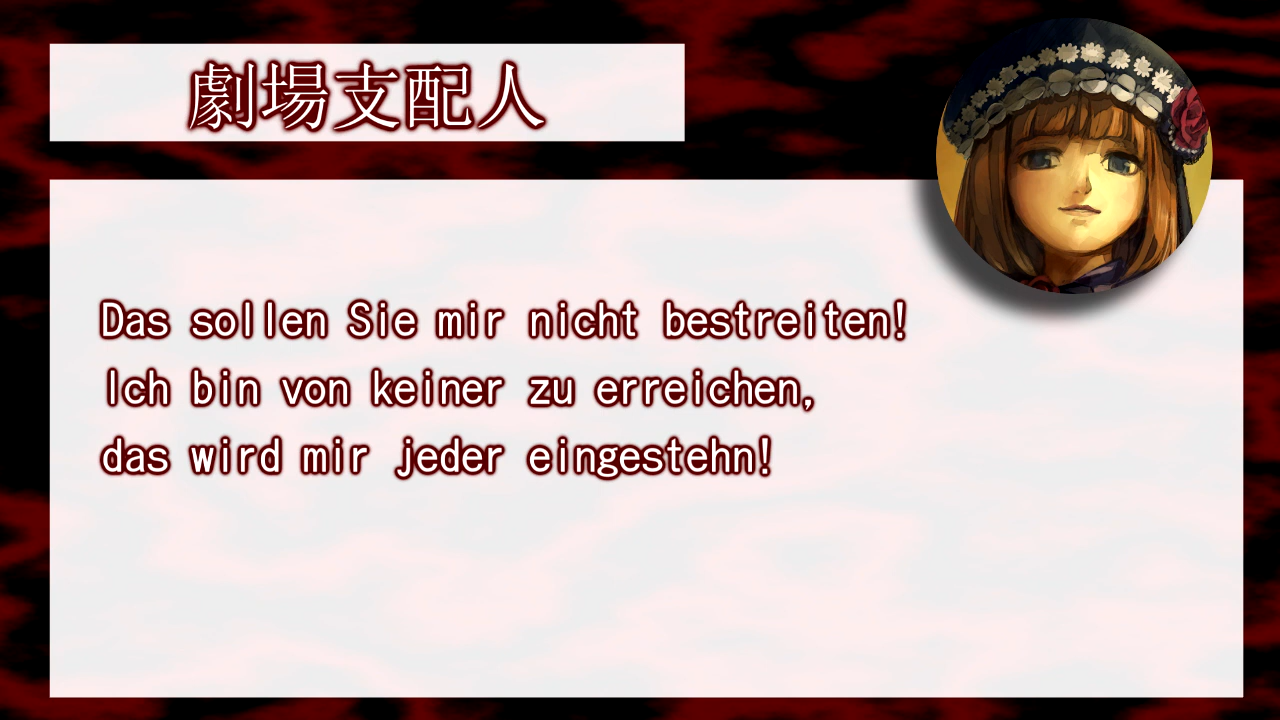 劇場支配人
Das sollen Sie mir nicht bestreiten!
Ich bin von keiner zu erreichen,
das wird mir jeder eingestehn!